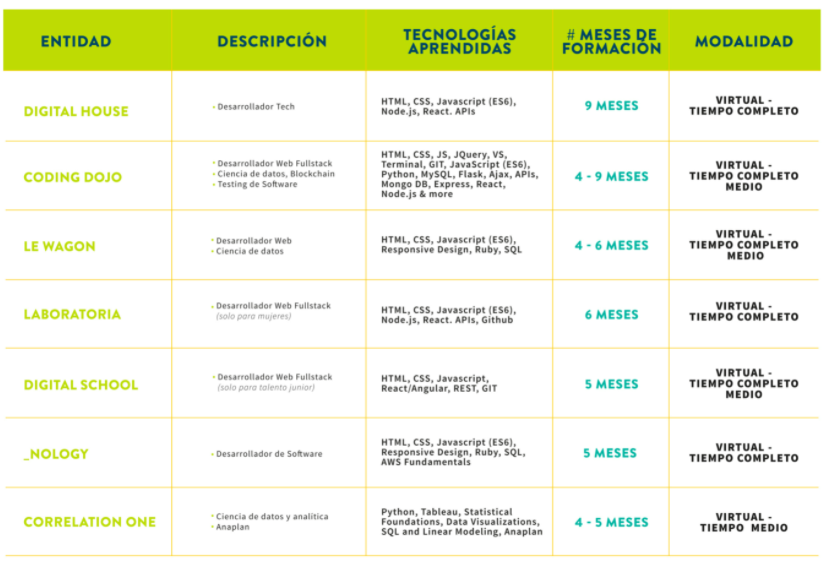 ENTIDAD
DESCRIPCIÓN
TECNOLOGÍAS
APRENDIDAS
# MESES DE
FORMACIÓN
MODALIDAD
DIGITAL HOUSE
• Desarrollador Tech
HTML, CSS, Javascript (ES6),
Node.js, React. APIs
9 MESES
VIRTUAL -
TIEMPO COMPLETO
CODING DOJO
• Desarrollador Web Fullstack
• Ciencia de datos, Blockchain
• Testing de Software
HTML, CSS, JS, JQuery, VS,
Terminal, GIT, JavaScript (ES6),
Python, MySQL, Flask, Ajax, APIs,
Mongo DB, Express, React,
Node.js & more
4 - 9 MESES
VIRTUAL -
TIEMPO COMPLETO
MEDIO
LE WAGON
• Desarrollador Web
• Ciencia de datos
HTML, CSS, Javascript (ES6),
Responsive Design, Ruby, SQL
4 - 6 MESES
VIRTUAL -
TIEMPO COMPLETO
MEDIO
LABORATORIA
• Desarrollador Web Fullstack
(solo para mujeres)
HTML, CSS, Javascript (ES6),
Node.js, React. APIs, Github
6 MESES
VIRTUAL -
TIEMPO COMPLETO
DIGITAL SCHOOL
• Desarrollador Web Fullstack
(solo para talento junior)
HTML, CSS, Javascript,
React/Angular, REST, GIT
5 MESES
VIRTUAL -
TIEMPO COMPLETO
MEDIO
_NOLOGY
• Desarrollador de Software
HTML, CSS, Javascript (ES6),
Responsive Design, Ruby, SQL,
AWS Fundamentals
5 MESES
VIRTUAL -
TIEMPO COMPLETO
CORRELATION ONE
• Ciencia de datos y analítica
• Anaplan
Python, Tableau, Statistical
Foundations, Data Visualizations,
SQL and Linear Modeling, Anaplan
4 - 5 MESES
VIRTUAL -
TIEMPO MEDIO